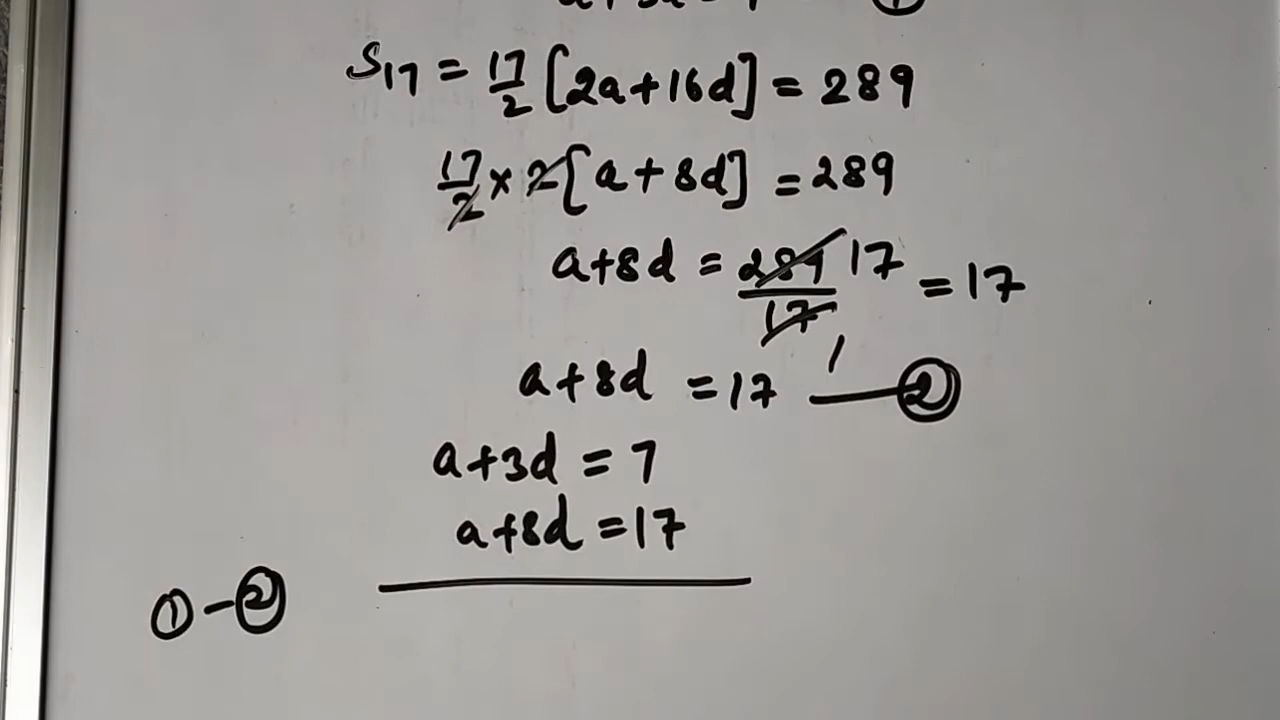 S17 = 17/2 [2a+16d] = 289
17/2 × 2[a+8d] = 289
a+8d = 289/17 17 = 17
1
a+8d = 17 — ②
a+3d = 7
a+8d = 17
① - ②